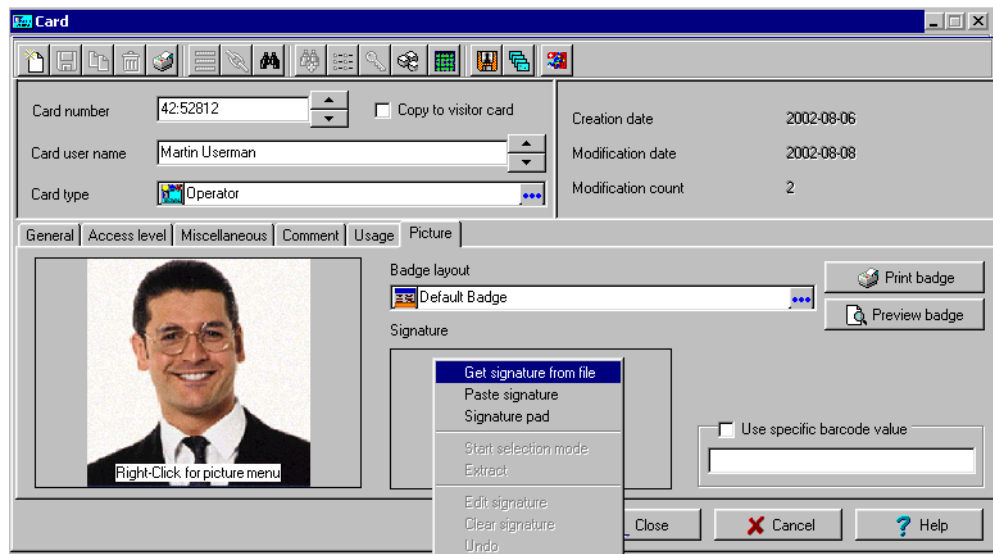 Card
Card number
42:52812
Copy to visitor card
Creation date
2002-08-06
Card user name
Martin Userman
Modification date
2002-08-08
Card type
Operator
Modification count
2
General Access level Miscellaneous Comment Usage Picture
Badge layout
Default Badge
Print badge
Preview badge
Signature
Get signature from file
Paste signature
Signature pad
Start selection mode
Extract
Edit signature
Clear signature
Undo
Use specific barcode value
Right-Click for picture menu
Close
Cancel
Help